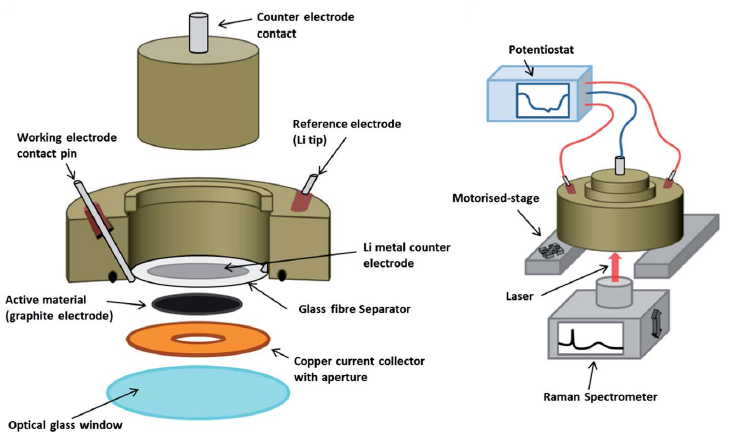 Counter electrode
contact
Working electrode
contact pin
Reference electrode
(Li tip)
Li metal counter
electrode
Active material
(graphite electrode)
Glass fibre Separator
Copper current collector
with aperture
Optical glass window
Potentiostat
Motorised-stage
Laser
Raman Spectrometer